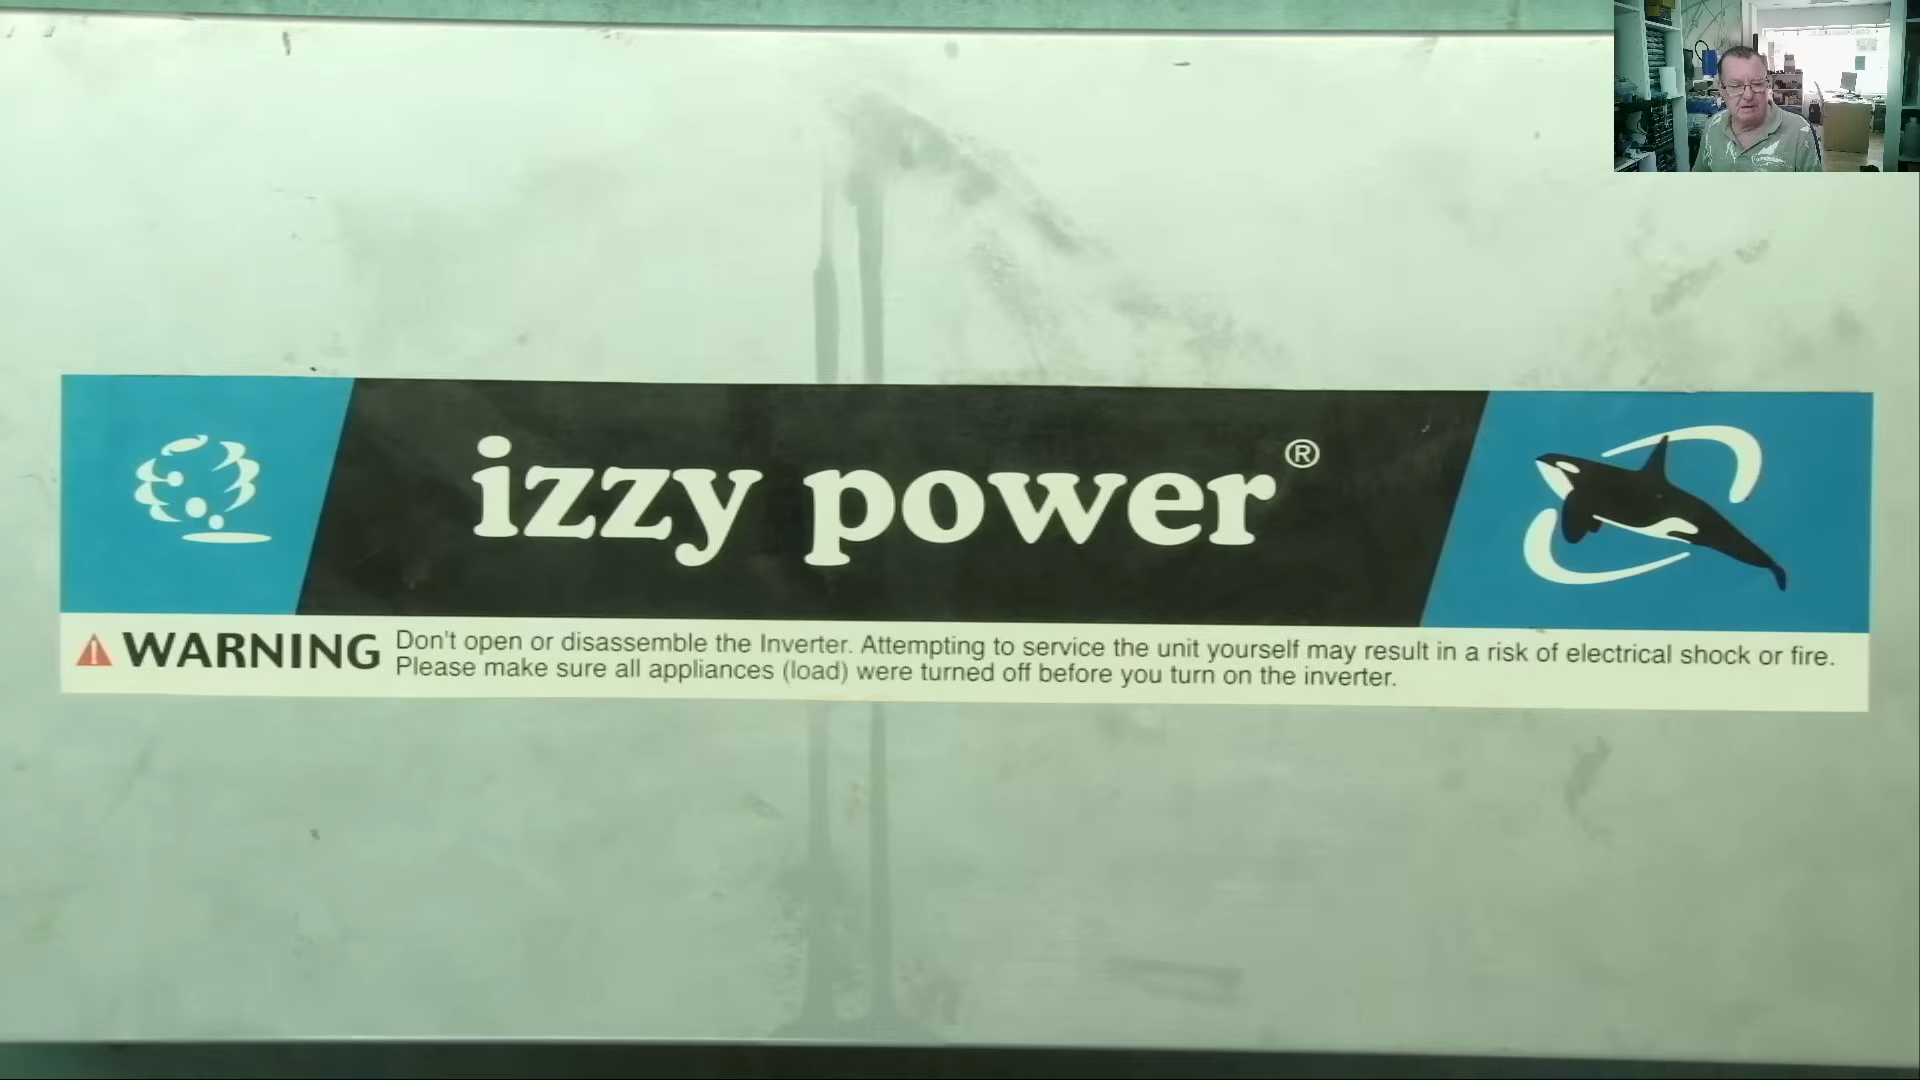 izzy power®
WARNING Don't open or disassemble the Inverter. Attempting to service the unit yourself may result in a risk of electrical shock or fire.
Please make sure all appliances (load) were turned off before you turn on the inverter.